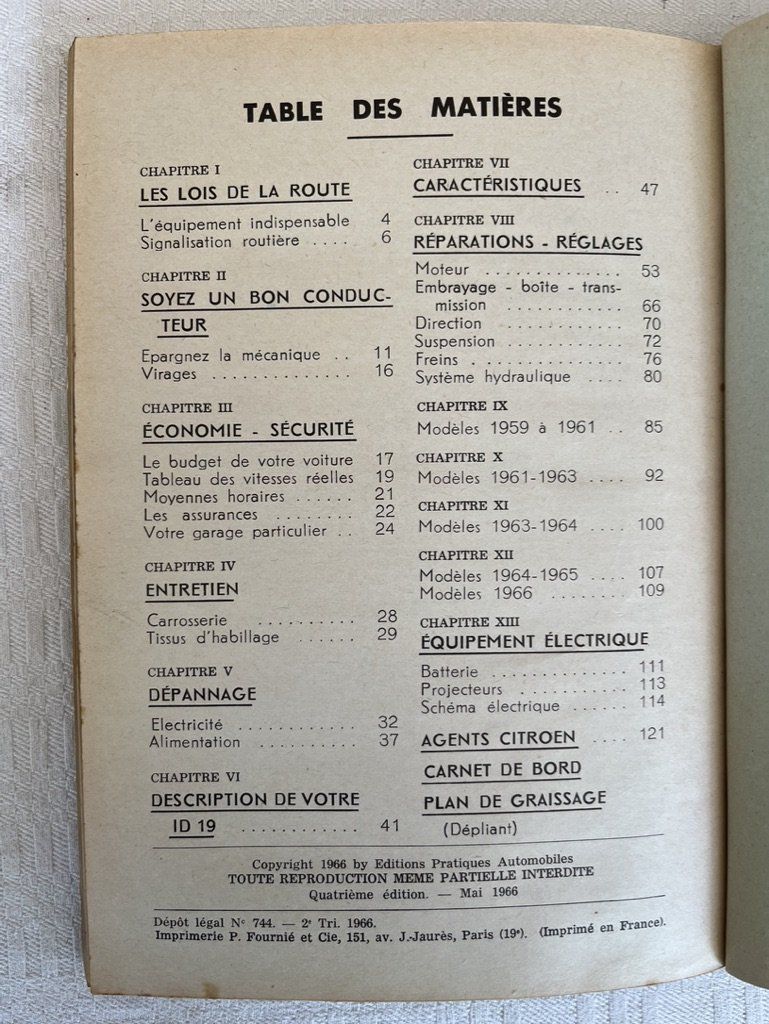 TABLE DES MATIÈRES
CHAPITRE I
LES LOIS DE LA ROUTE
L'équipement indispensable 4
Signalisation routière .... 6
CHAPITRE II
SOYEZ UN BON CONDUC-
TEUR
Epargnez la mécanique .. 11
Virages .............. 16
CHAPITRE III
ÉCONOMIE - SÉCURITÉ
Le budget de votre voiture 17
Tableau des vitesses réelles 19
Moyennes horaires ...... 21
Les assurances ........ 22
Votre garage particulier .. 24
CHAPITRE IV
ENTRETIEN
Carrosserie .......... 28
Tissus d'habillage ...... 29
CHAPITRE V
DÉPANNAGE
Electricité ............ 32
Alimentation .......... 37
CHAPITRE VI
DESCRIPTION DE VOTRE
ID 19 ............ 41
CHAPITRE VII
CARACTÉRISTIQUES .. 47
CHAPITRE VIII
RÉPARATIONS - RÉGLAGES
Moteur .............. 53
Embrayage - boîte - trans-
mission ............ 66
Direction ............ 70
Suspension ............ 72
Freins ................ 76
Système hydraulique .... 80
CHAPITRE IX
Modèles 1959 à 1961 .. 85
CHAPITRE X
Modèles 1961-1963 .... 92
CHAPITRE XI
Modèles 1963-1964 .... 100
CHAPITRE XII
Modèles 1964-1965 .... 107
Modèles 1966 ........ 109
CHAPITRE XIII
ÉQUIPEMENT ÉLECTRIQUE
Batterie .............. 111
Projecteurs ............ 113
Schéma électrique ...... 114
AGENTS CITROEN .... 121
CARNET DE BORD
PLAN DE GRAISSAGE
(Dépliant)
Copyright 1966 by Editions Pratiques Automobiles
TOUTE REPRODUCTION MEME PARTIELLE INTERDITE
Quatrième édition. — Mai 1966
Dépôt légal N° 744. — 2e Tri. 1966.
Imprimerie P. Fournié et Cie, 151, av. J.-Jaurès, Paris (19e). (Imprimé en France).